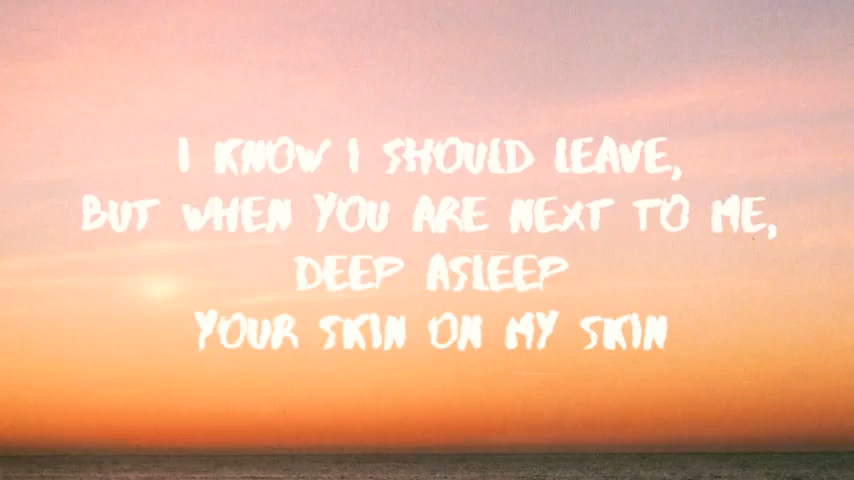 I KNOW I SHOULD LEAVE,
BUT WHEN YOU ARE NEXT TO ME,
DEEP ASLEEP
YOUR SKIN ON MY SKIN